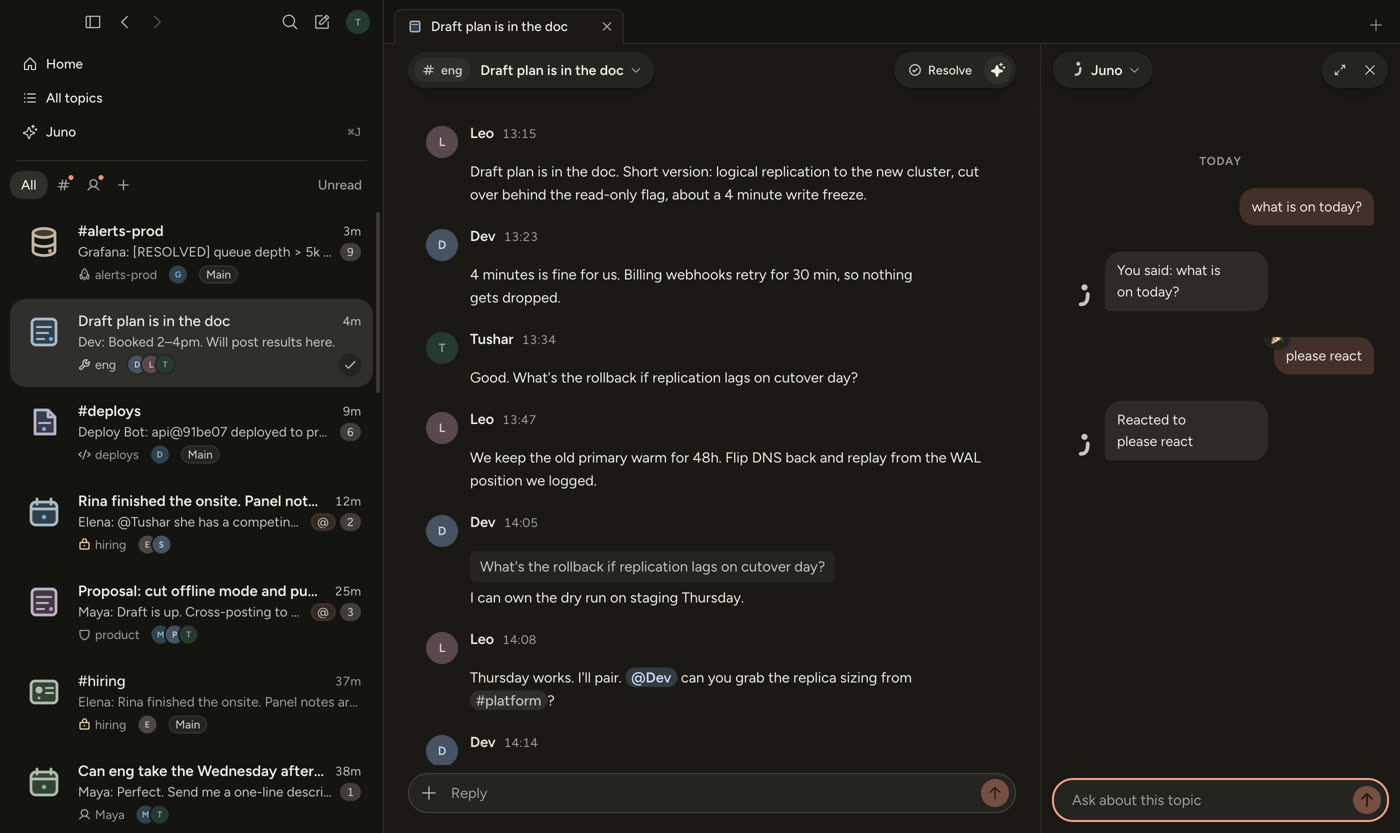 T
Home
All topics
Juno
⌘J
All
Unread
#alerts-prod
3m
Grafana: [RESOLVED] queue depth > 5k ...
9
alerts-prod
G
Main
Draft plan is in the doc
4m
Dev: Booked 2–4pm. Will post results here.
eng
D
L
T
#deploys
9m
Deploy Bot: api@91be07 deployed to pr...
6
deploys
D
Main
Rina finished the onsite. Panel not...
12m
Elena: @Tushar she has a competin...
@
2
hiring
E
S
Proposal: cut offline mode and pu...
25m
Maya: Draft is up. Cross-posting to ...
@
3
product
M
P
T
#hiring
37m
Elena: Rina finished the onsite. Panel notes ar...
hiring
E
Main
Can eng take the Wednesday after...
38m
Maya: Perfect. Send me a one-line descri...
1
Maya
M
T
Draft plan is in the doc
# eng
Draft plan is in the doc
Resolve
L
Leo 13:15
Draft plan is in the doc. Short version: logical replication to the new cluster, cut
over behind the read-only flag, about a 4 minute write freeze.
D
Dev 13:23
4 minutes is fine for us. Billing webhooks retry for 30 min, so nothing
gets dropped.
T
Tushar 13:34
Good. What's the rollback if replication lags on cutover day?
L
Leo 13:47
We keep the old primary warm for 48h. Flip DNS back and replay from the WAL
position we logged.
D
Dev 14:05
What's the rollback if replication lags on cutover day?
I can own the dry run on staging Thursday.
L
Leo 14:08
Thursday works. I'll pair. @Dev can you grab the replica sizing from
#platform ?
D
Dev 14:14
Reply
Juno
TODAY
what is on today?
You said: what is
on today?
please react
Reacted to
please react
Ask about this topic